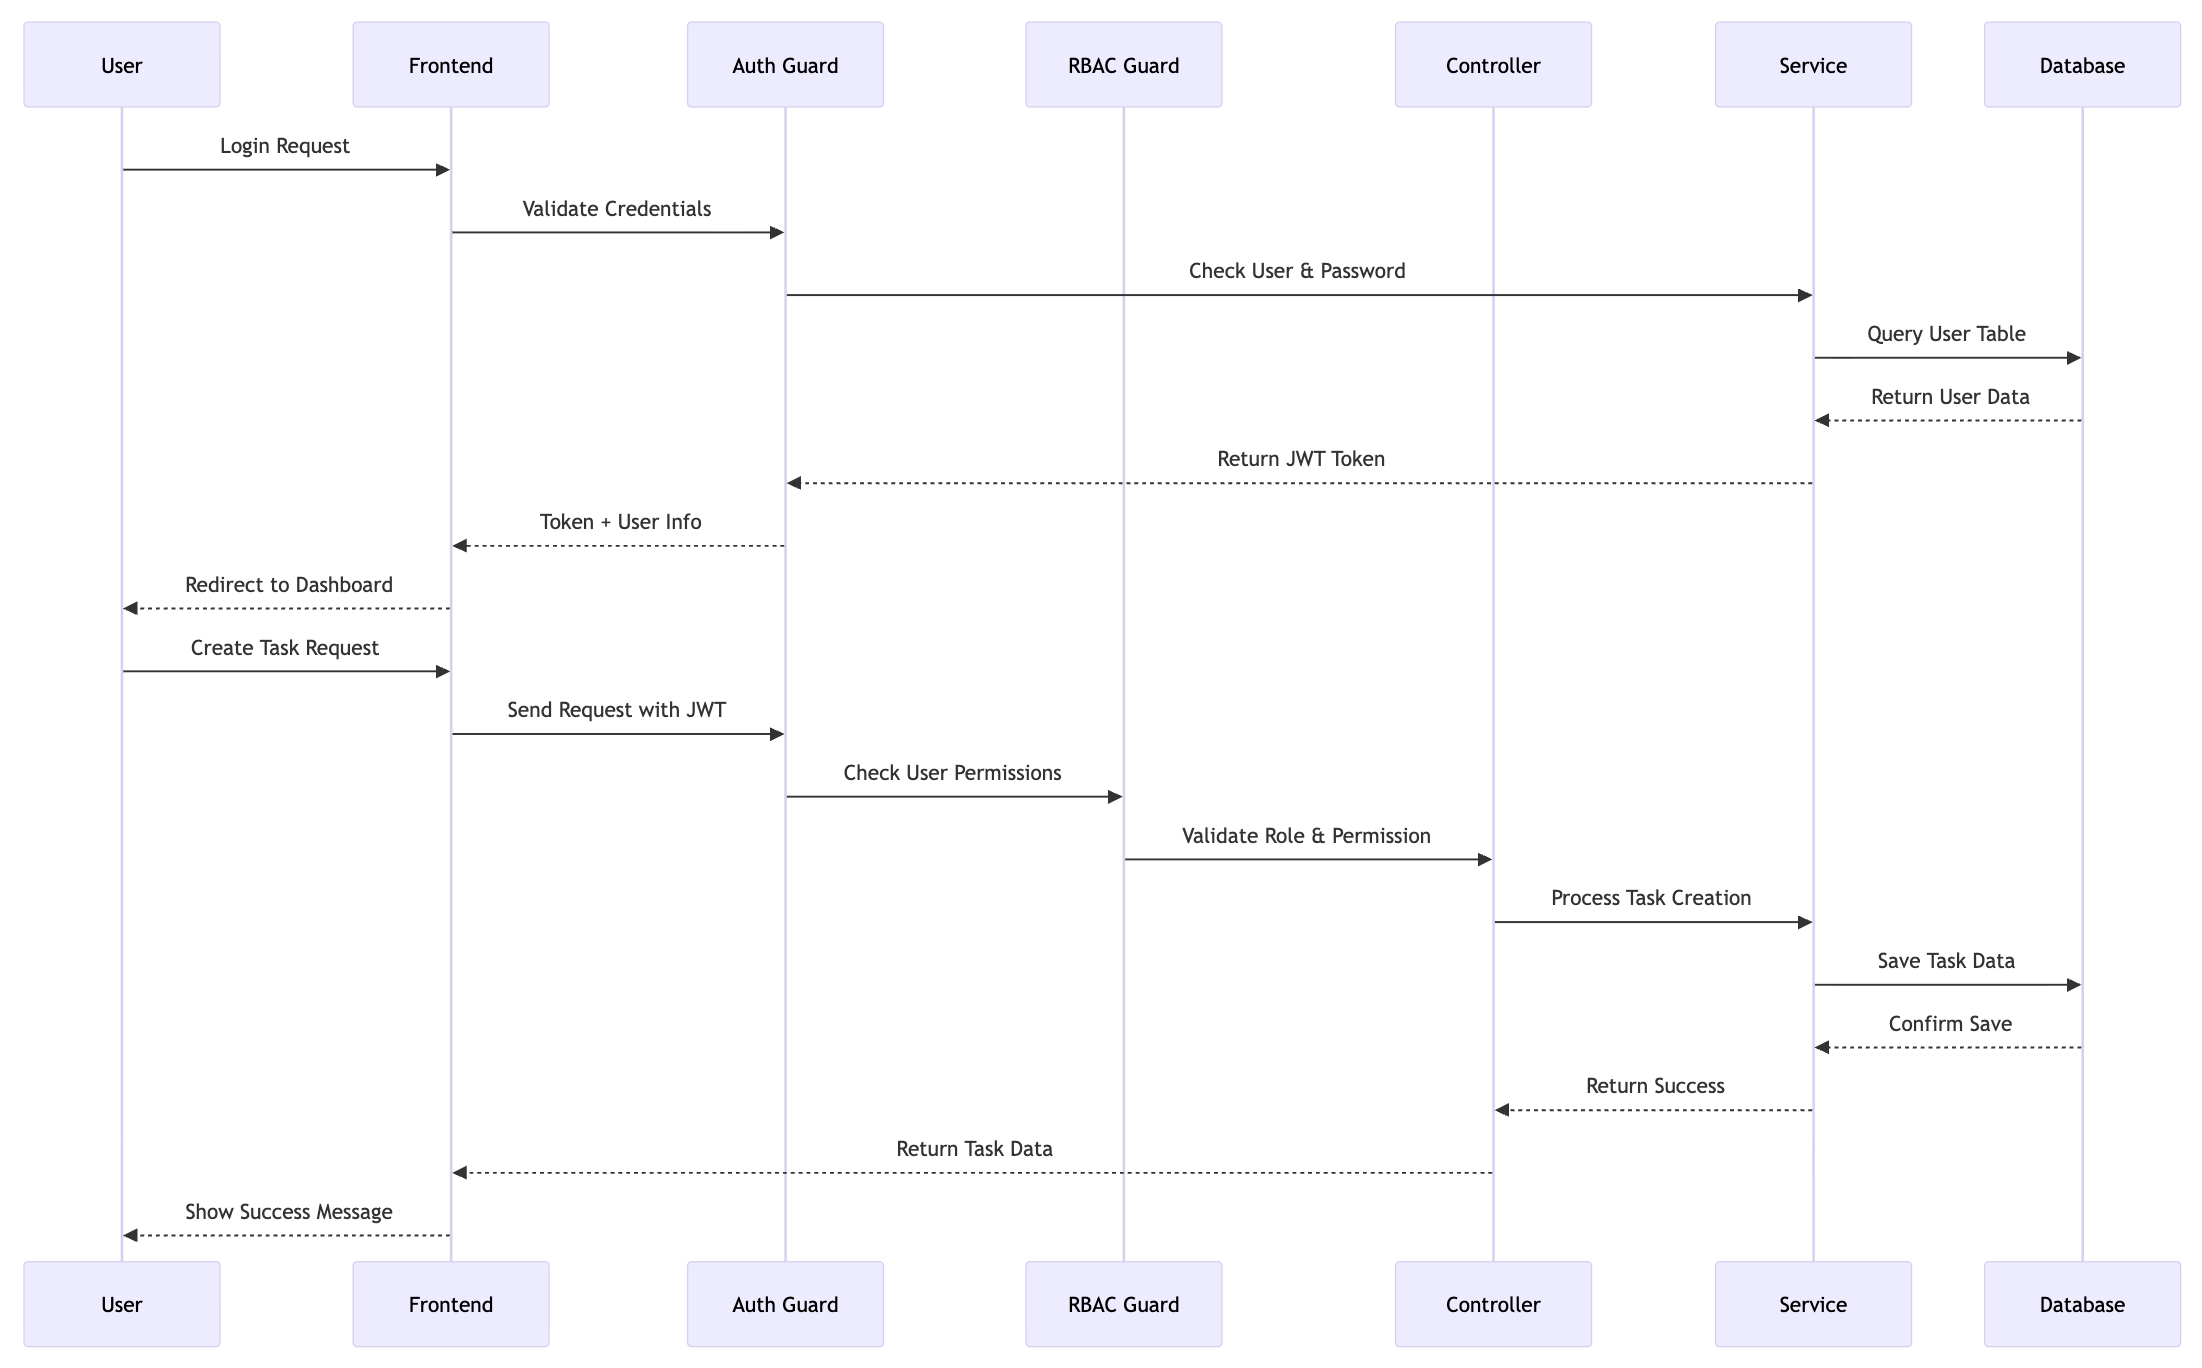 User
Frontend
Auth Guard
RBAC Guard
Controller
Service
Database
Login Request
Validate Credentials
Check User & Password
Query User Table
Return User Data
Return JWT Token
Token + User Info
Redirect to Dashboard
Create Task Request
Send Request with JWT
Check User Permissions
Validate Role & Permission
Process Task Creation
Save Task Data
Confirm Save
Return Success
Return Task Data
Show Success Message
User
Frontend
Auth Guard
RBAC Guard
Controller
Service
Database